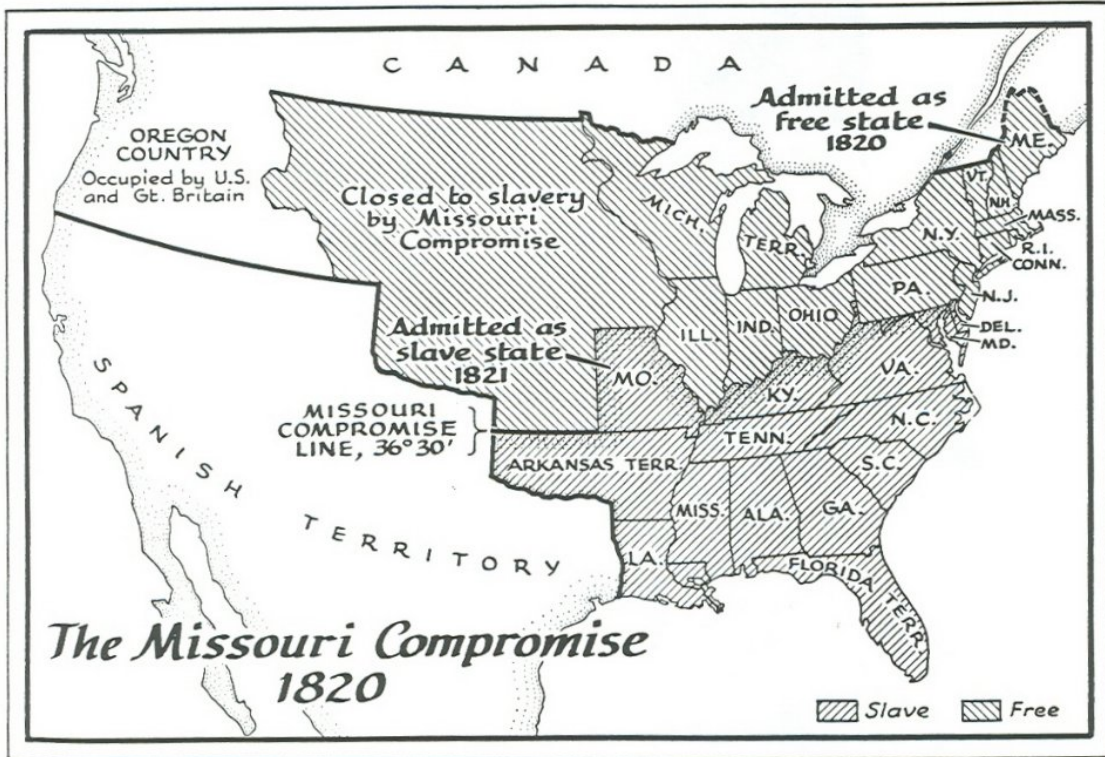 CANADA
Admitted as
free state
1820
ME.
OREGON
COUNTRY
Occupied by U.S.
and Gt. Britain
Closed to slavery
by Missouri
Compromise
MICH.
TERR.
VT.
N.H.
MASS.
N.Y.
R.I.
CONN.
PA.
N.J.
ILL.
IND.
OHIO
DEL.
MD.
Admitted as
slave state
1821
MO.
KY.
VA.
MISSOURI
COMPROMISE
LINE, 36°30'
N.C.
TENN.
ARKANSAS TERR.
S.C.
SPANISH
TERRITORY
MISS.
ALA.
GA.
LA.
FLORIDA
TERR.
The Missouri Compromise
1820
Slave
Free